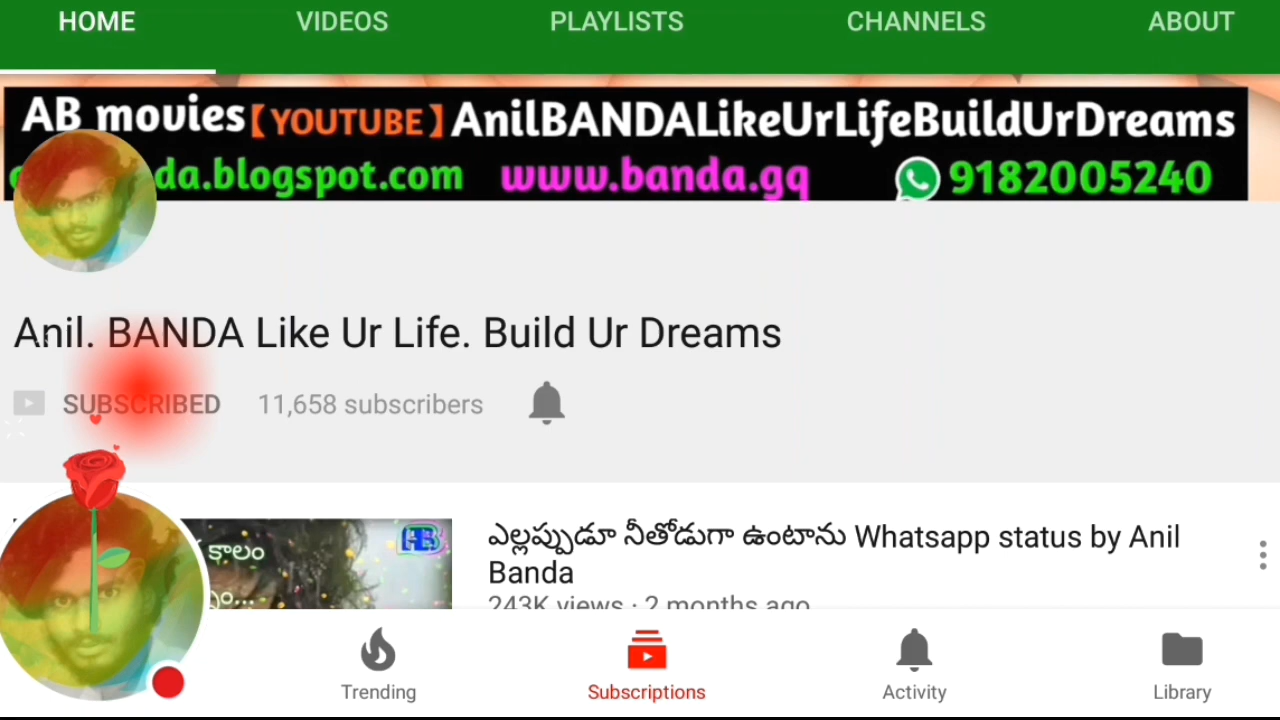 HOME VIDEOS PLAYLISTS CHANNELS ABOUT
AB movies【YOUTUBE】AnilBANDALikeUrLifeBuildUrDreams
da.blogspot.com www.banda.gq 9182005240
Anil. BANDA Like Ur Life. Build Ur Dreams
SUBSCRIBED 11,658 subscribers
కాలం
ఎల్లప్పుడూ నీతోడుగా ఉంటాను Whatsapp status by Anil
Banda
243K views · 2 months ago
Trending Subscriptions Activity Library